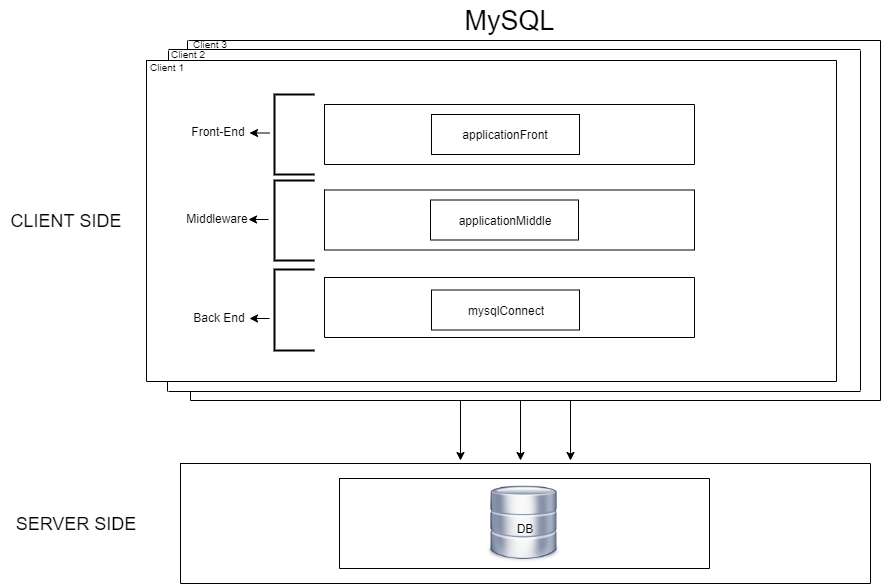 MySQL
Client 3
Client 2
Client 1
Front-End
applicationFront
CLIENT SIDE
Middleware
applicationMiddle
Back End
mysqlConnect
SERVER SIDE
DB